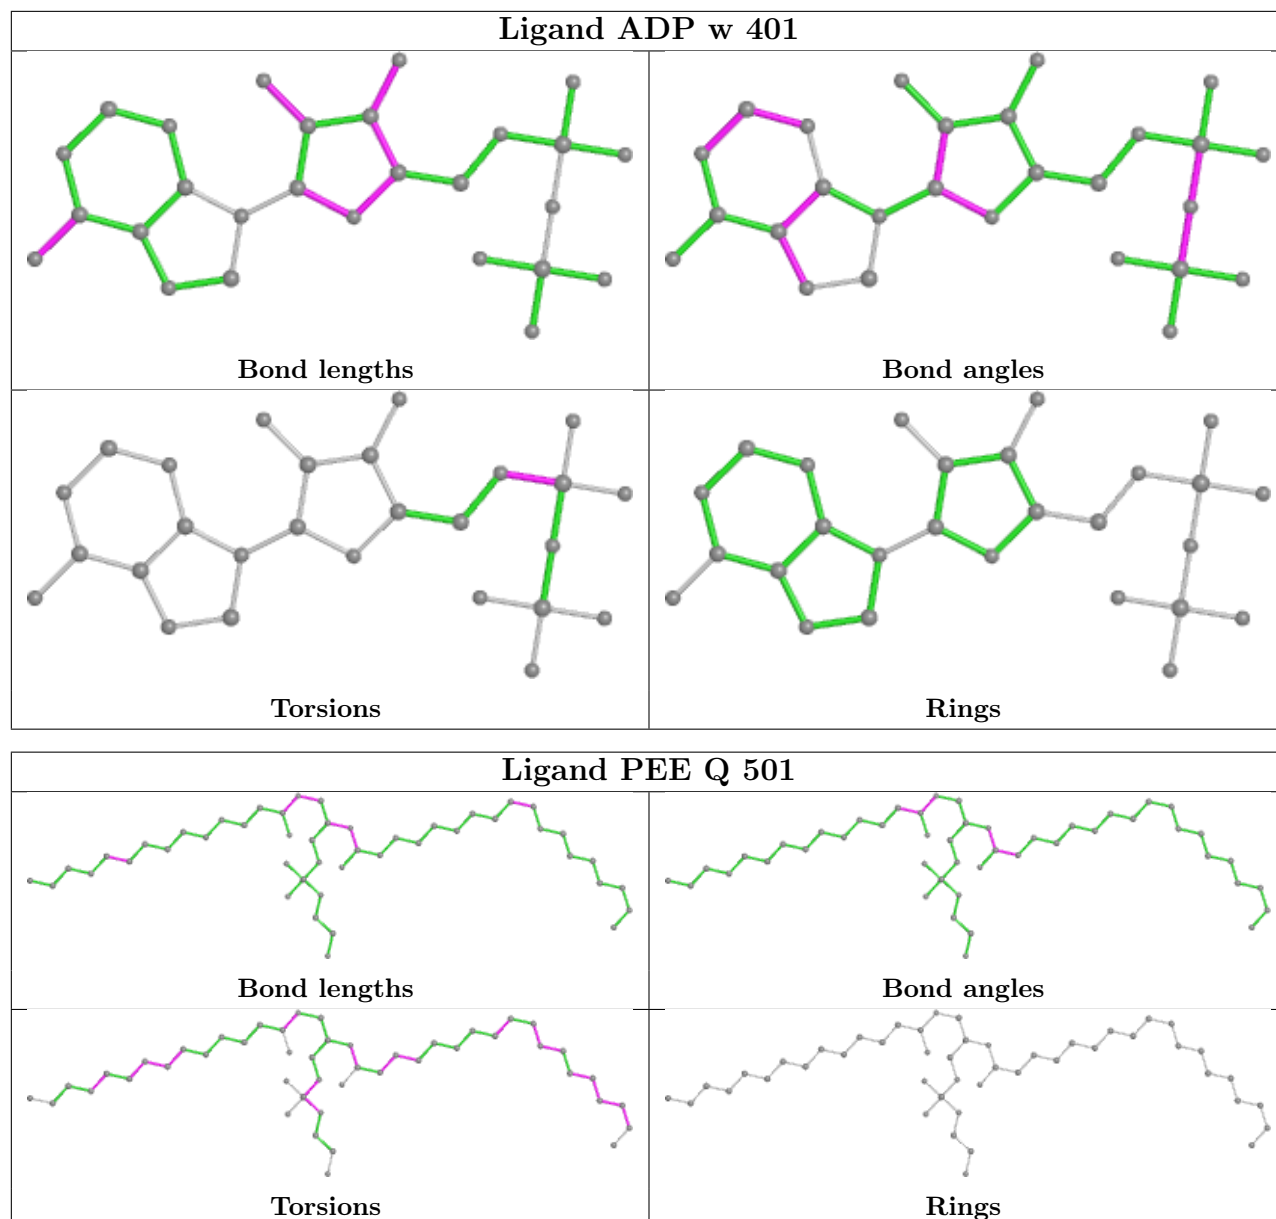 Ligand ADP w 401
Bond lengths
Bond angles
Torsions
Rings
Ligand PEE Q 501
Bond lengths
Bond angles
Torsions
Rings